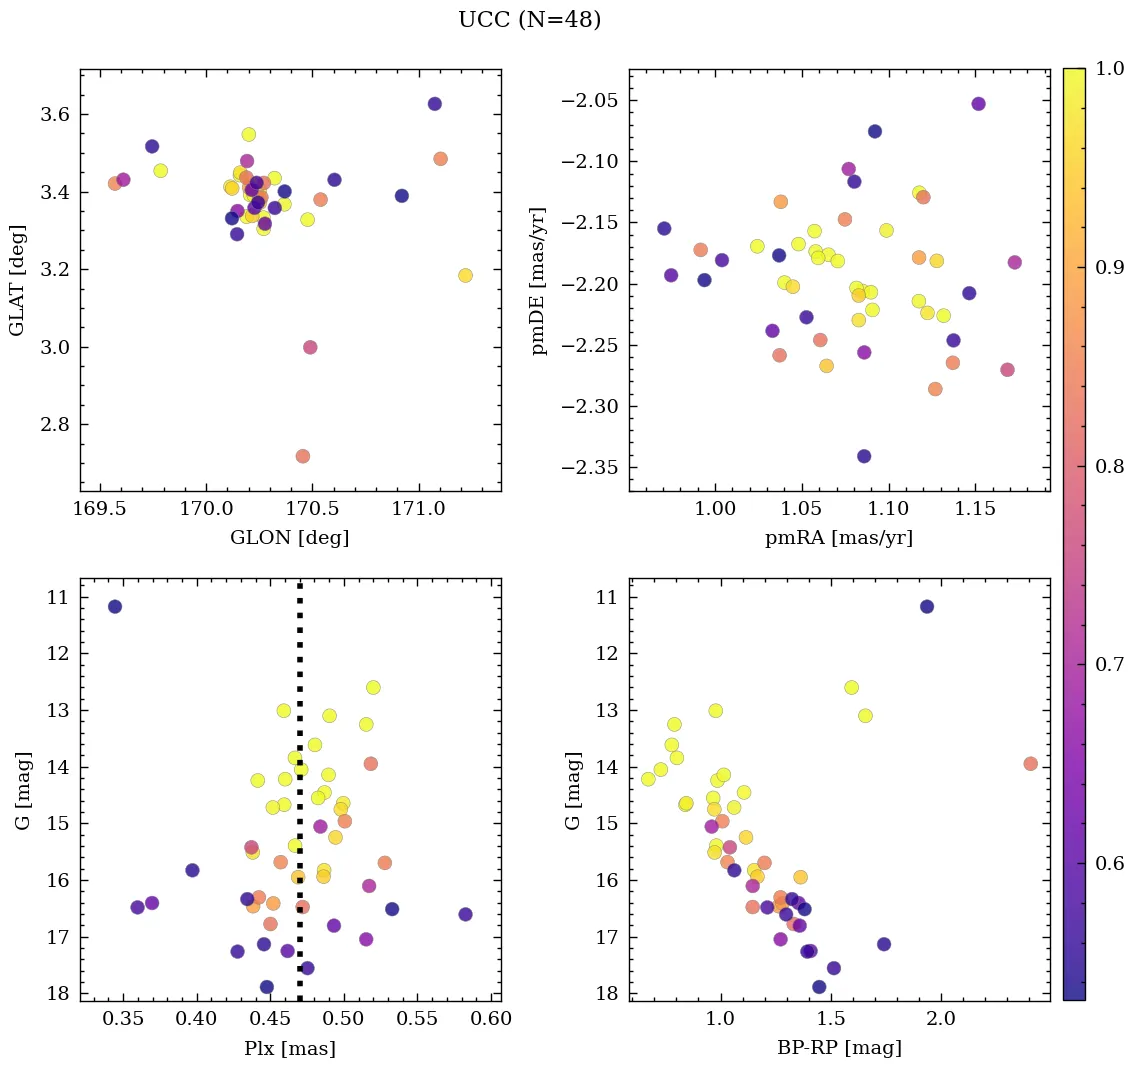 UCC (N=48)
3.6
3.4
3.2
3.0
2.8
GLAT [deg]
169.5 170.0 170.5 171.0
GLON [deg]
−2.05
−2.10
−2.15
−2.20
−2.25
−2.30
−2.35
pmDE [mas/yr]
1.00 1.05 1.10 1.15
pmRA [mas/yr]
1.0
0.9
0.8
0.7
0.6
11
12
13
14
15
16
17
18
G [mag]
0.35 0.40 0.45 0.50 0.55 0.60
Plx [mas]
11
12
13
14
15
16
17
18
G [mag]
1.0 1.5 2.0
BP-RP [mag]